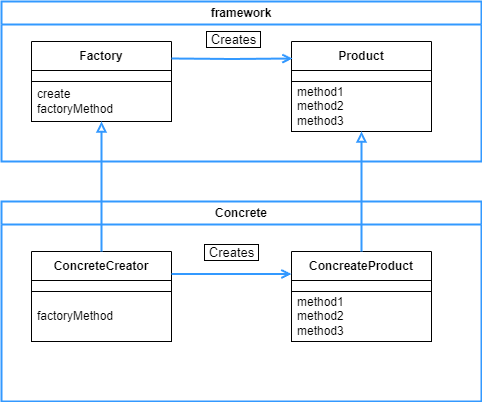 framework
Factory
Creates
Product
create
factoryMethod
method1
method2
method3
Concrete
ConcreteCreator
Creates
ConcreateProduct
factoryMethod
method1
method2
method3